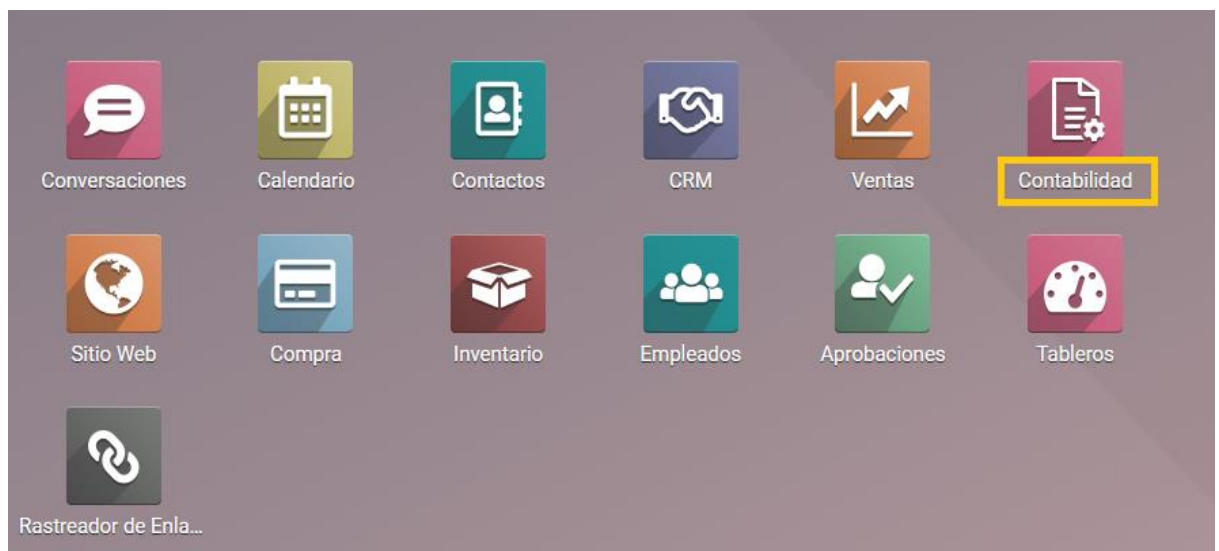 Conversaciones
Calendario
Contactos
CRM
Ventas
Contabilidad
Sitio Web
Compra
Inventario
Empleados
Aprobaciones
Tableros
Rastreador de Enla...